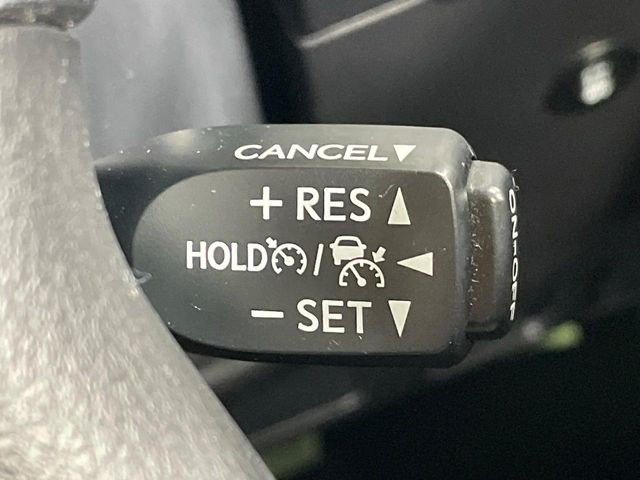 CANCEL▼
+ RES ▲
HOLD / ◀
− SET ▼
ON•OFF